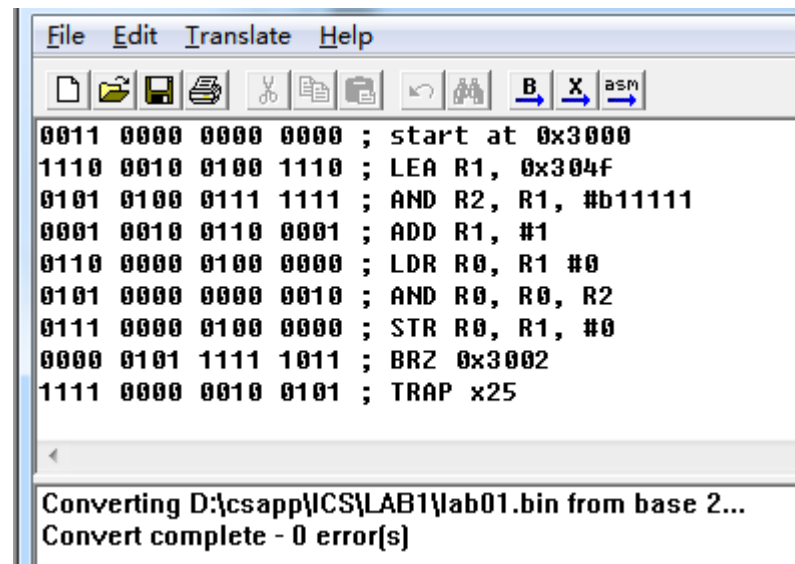 File Edit Translate Help
B X asm
0011 0000 0000 0000 ; start at 0x3000
1110 0010 0100 1110 ; LEA R1, 0x304f
0101 0100 0111 1111 ; AND R2, R1, #b11111
0001 0010 0110 0001 ; ADD R1, #1
0110 0000 0100 0000 ; LDR R0, R1 #0
0101 0000 0000 0010 ; AND R0, R0, R2
0111 0000 0100 0000 ; STR R0, R1, #0
0000 0101 1111 1011 ; BRZ 0x3002
1111 0000 0010 0101 ; TRAP x25
Converting D:\csapp\ICS\LAB1\lab01.bin from base 2...
Convert complete - 0 error(s)